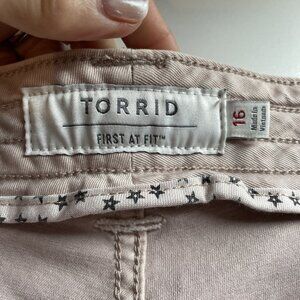 TORRID
FIRST AT FIT™
16
Made In
Vietnam